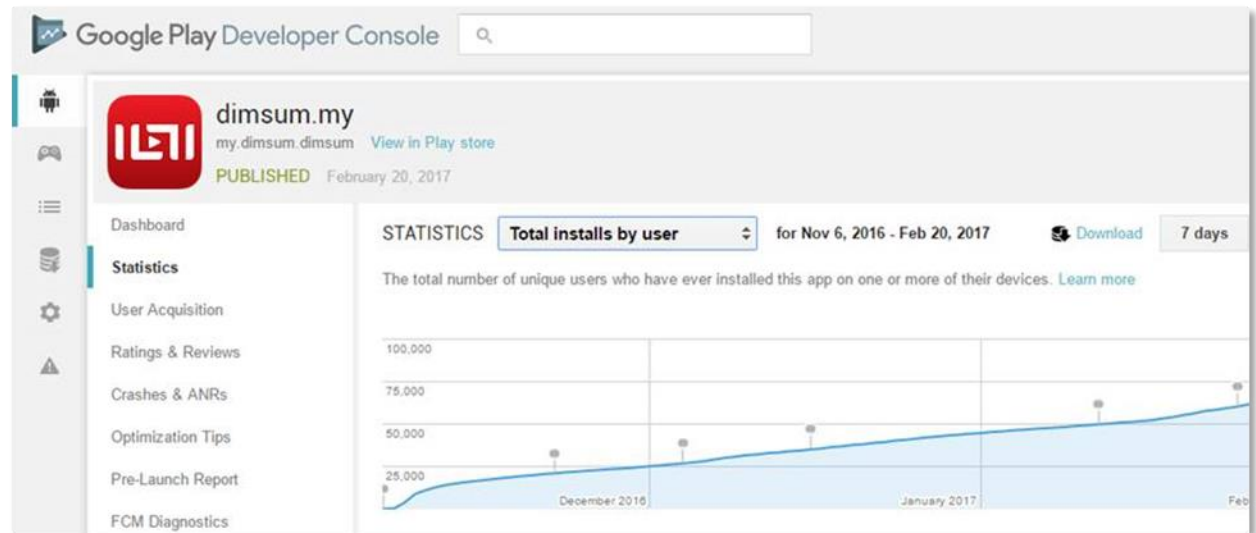 Google Play Developer Console
dimsum.my
my.dimsum.dimsum View in Play store
PUBLISHED February 20, 2017
Dashboard
Statistics
User Acquisition
Ratings & Reviews
Crashes & ANRs
Optimization Tips
Pre-Launch Report
FCM Diagnostics
STATISTICS Total installs by user for Nov 6, 2016 - Feb 20, 2017 Download 7 days
The total number of unique users who have ever installed this app on one or more of their devices. Learn more
100,000
75,000
50,000
25,000
December 2016 January 2017 Feb